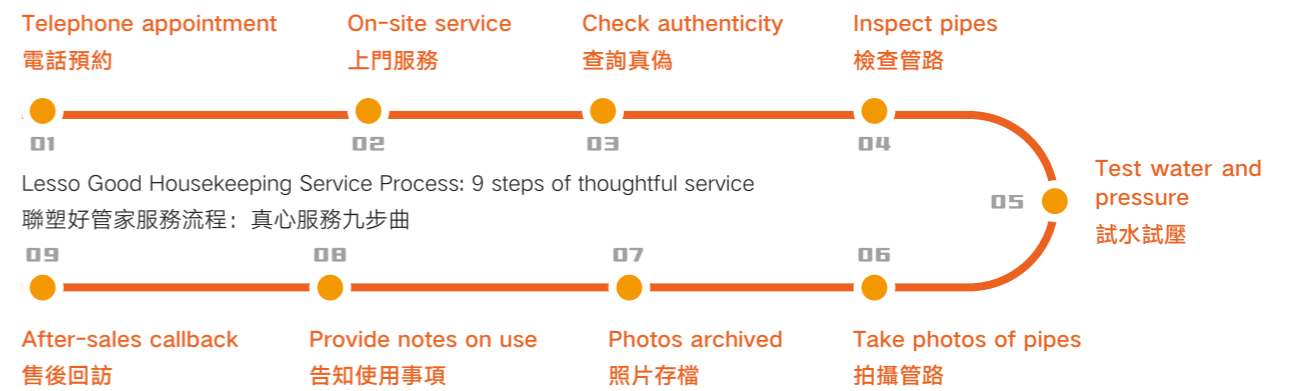 Telephone appointment
電話預約
On-site service
上門服務
Check authenticity
查詢真偽
Inspect pipes
檢查管路
01
02
03
04
Test water and
pressure
試水試壓
05
Lesso Good Housekeeping Service Process: 9 steps of thoughtful service
聯塑好管家服務流程：真心服務九步曲
09
08
07
06
After-sales callback
售後回訪
Provide notes on use
告知使用事項
Photos archived
照片存檔
Take photos of pipes
拍攝管路